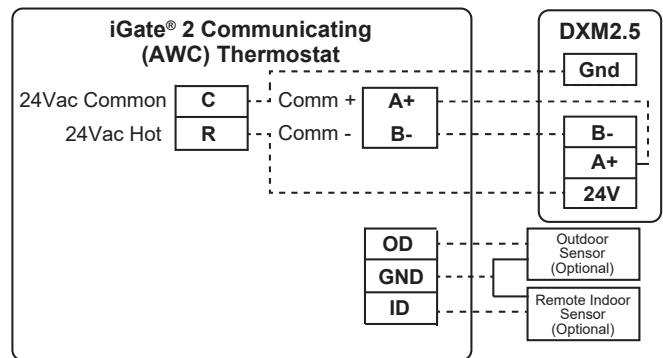 iGate® 2 Communicating
(AWC) Thermostat
24Vac Common
C
24Vac Hot
R
Comm +
A+
Comm -
B-
OD
GND
ID
DXM2.5
Gnd
B-
A+
24V
Outdoor
Sensor
(Optional)
Remote Indoor
Sensor
(Optional)